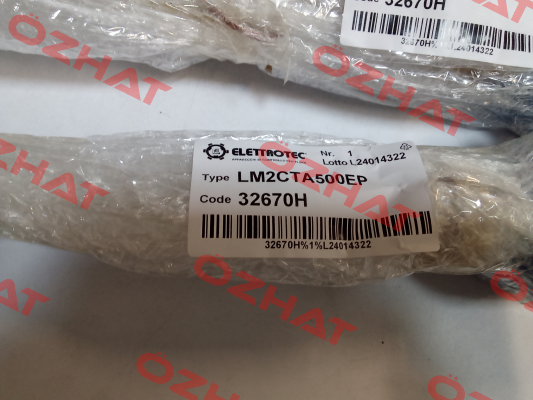 Code 32670H
32670H%1%L24014322
ELETTROTEC
Nr. 1
Lotto L24014322
Type LM2CTA500EP
Code 32670H
32670H%1%L24014322
OZHAT
OZHAT
OZHAT
OZHAT
OZHAT
OZHAT